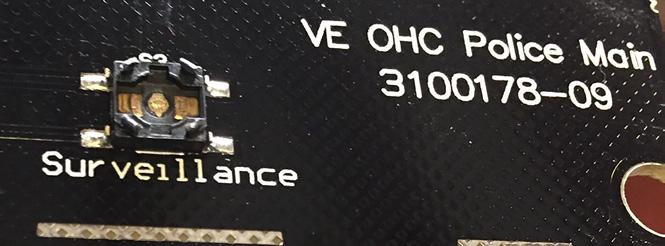 VE OHC Police Main
3100178-09
Surveillance